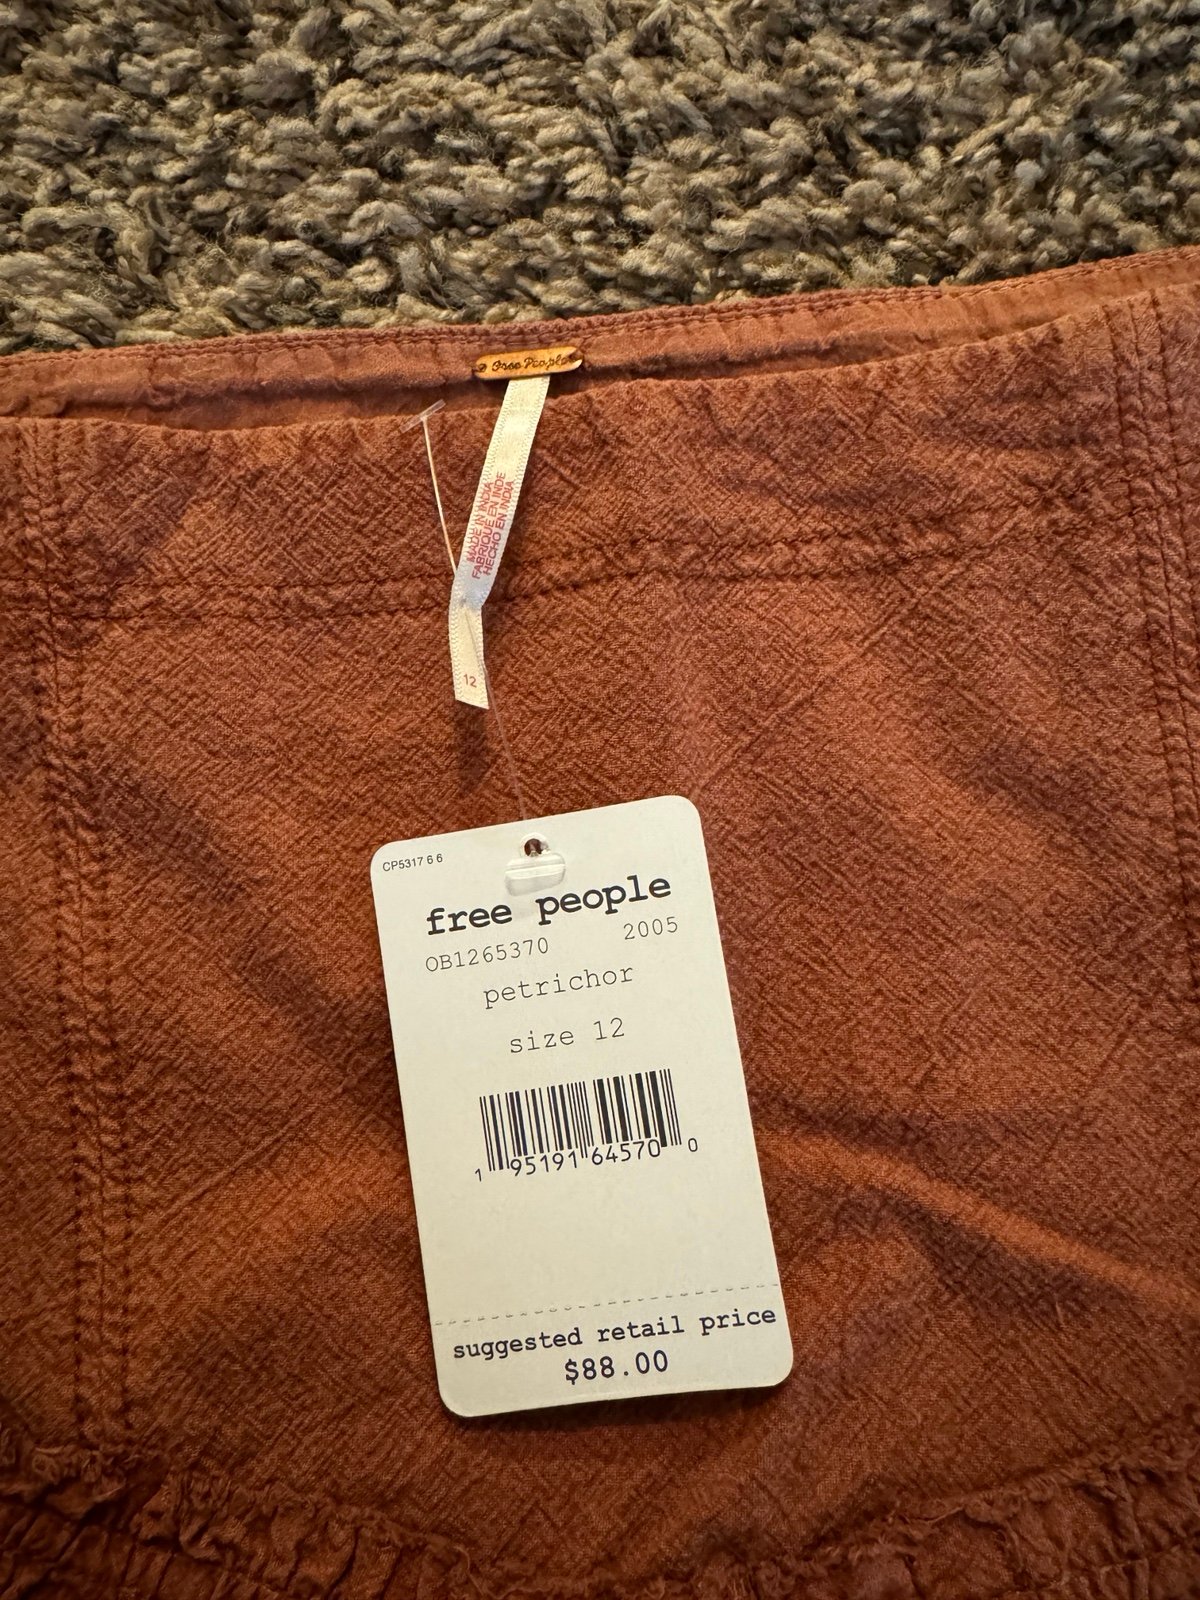 Free People
MADE IN INDIA
FABRIQUE EN INDE
HECHO EN INDIA
12
CP5317 6 6
free people
OB1265370 2005
petrichor
size 12
1 95191 64570 0
suggested retail price
$88.00